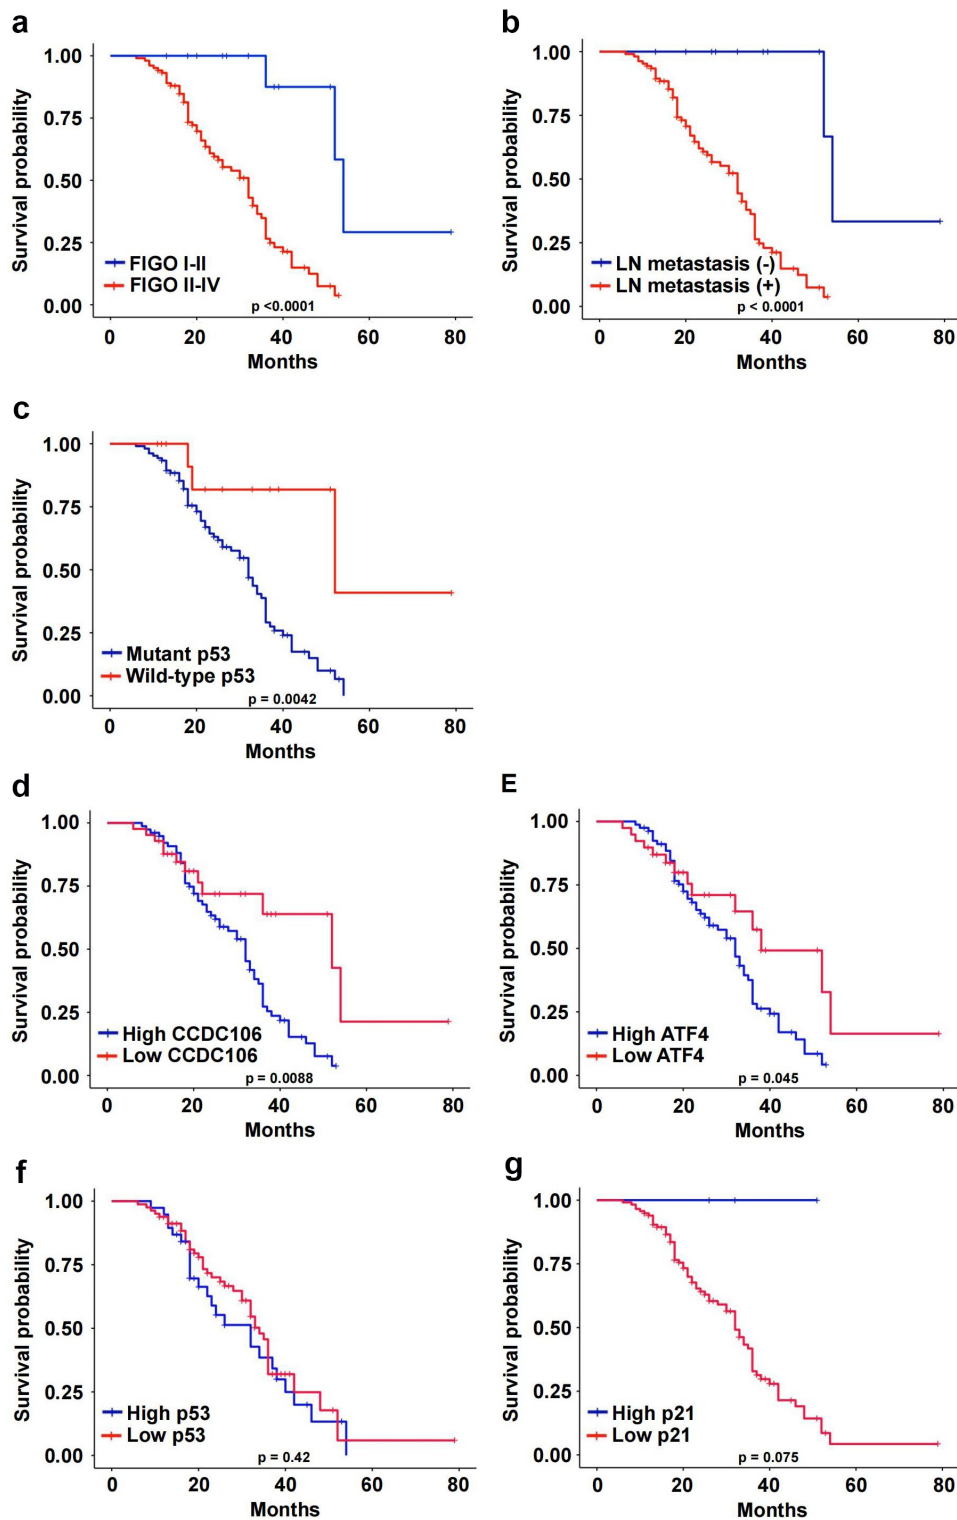 a
Survival probability
1.00
0.75
0.50
0.25
0.00
FIGO I-II
FIGO II-IV
p <0.0001
0 20 40 60 80
Months
b
Survival probability
1.00
0.75
0.50
0.25
0.00
LN metastasis (-)
LN metastasis (+)
p < 0.0001
0 20 40 60 80
Months
c
Survival probability
1.00
0.75
0.50
0.25
0.00
Mutant p53
Wild-type p53
p = 0.0042
0 20 40 60 80
Months
d
Survival probability
1.00
0.75
0.50
0.25
0.00
High CCDC106
Low CCDC106
p = 0.0088
0 20 40 60 80
Months
E
Survival probability
1.00
0.75
0.50
0.25
0.00
High ATF4
Low ATF4
p = 0.045
0 20 40 60 80
Months
f
Survival probability
1.00
0.75
0.50
0.25
0.00
High p53
Low p53
p = 0.42
0 20 40 60 80
Months
g
Survival probability
1.00
0.75
0.50
0.25
0.00
High p21
Low p21
p = 0.075
0 20 40 60 80
Months